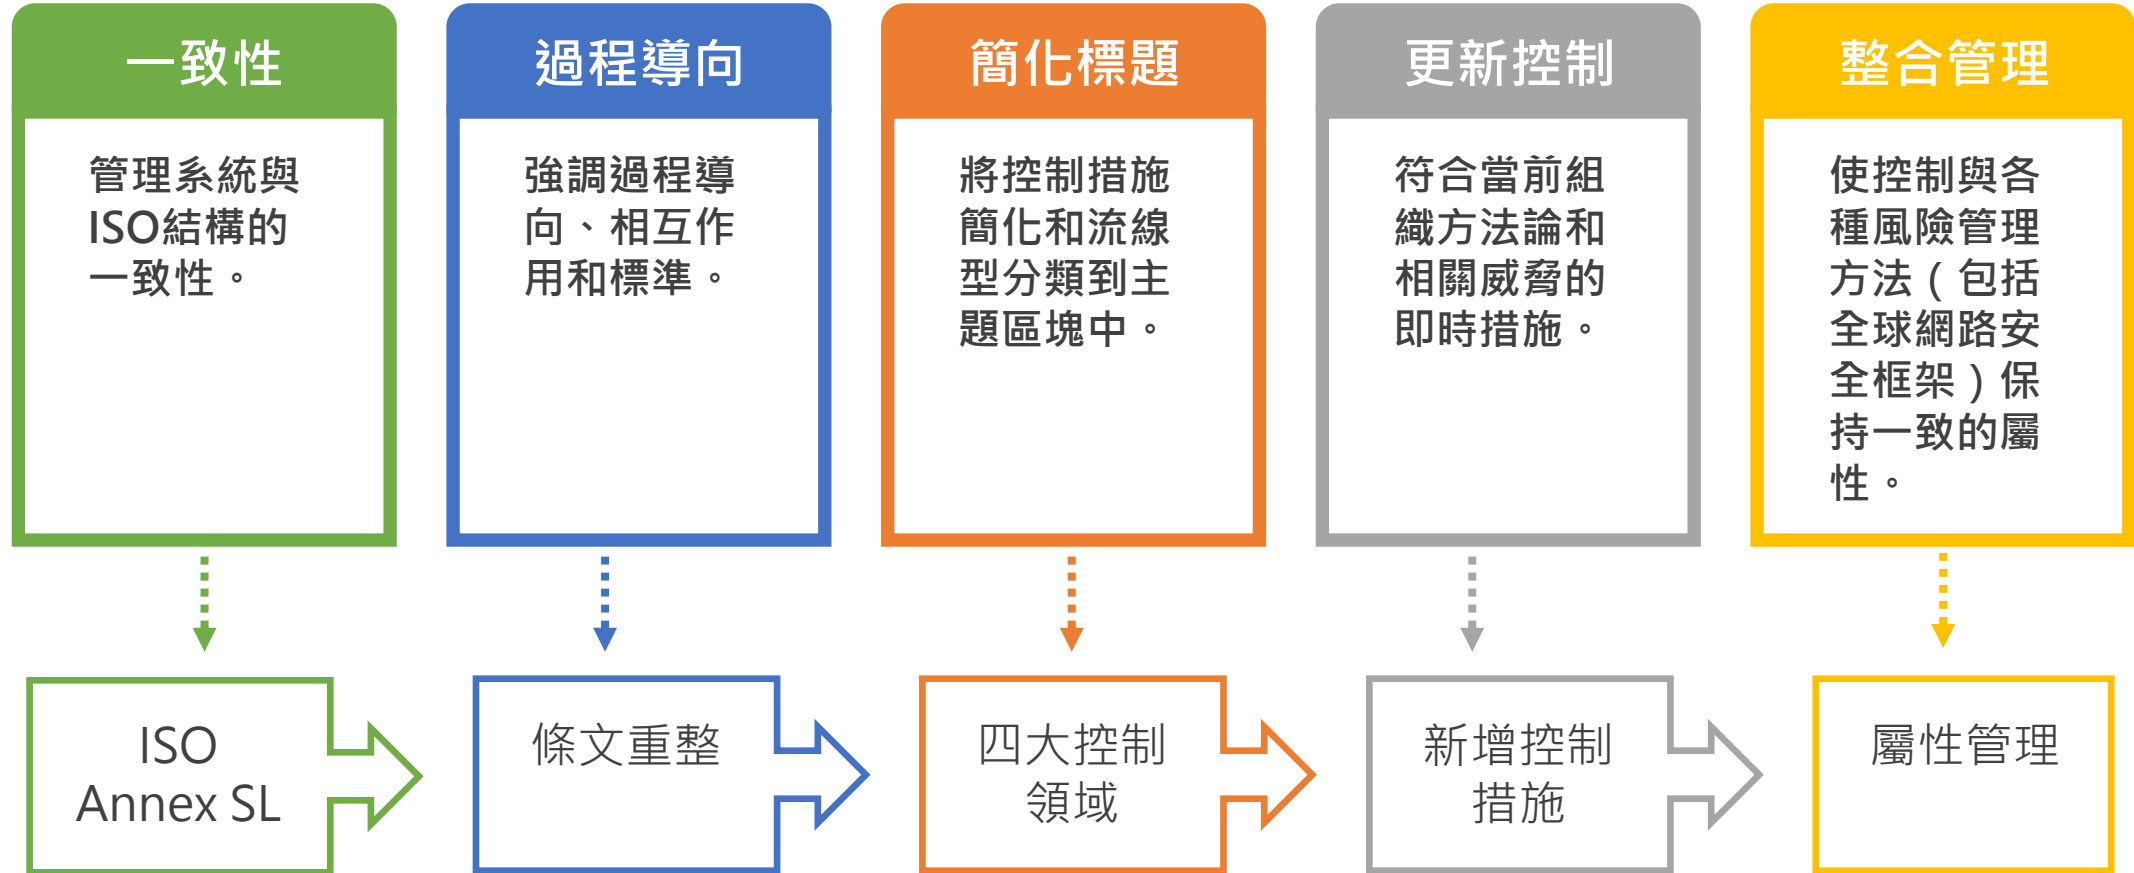 一致性
管理系統與
ISO結構的
一致性。
過程導向
強調過程導
向、相互作
用和標準。
簡化標題
將控制措施
簡化和流線
型分類到主
題區塊中。
更新控制
符合當前組
織方法論和
相關威脅的
即時措施。
整合管理
使控制與各
種風險管理
方法（包括
全球網路安
全框架）保
持一致的屬
性。
ISO
Annex SL
條文重整
四大控制
領域
新增控制
措施
屬性管理